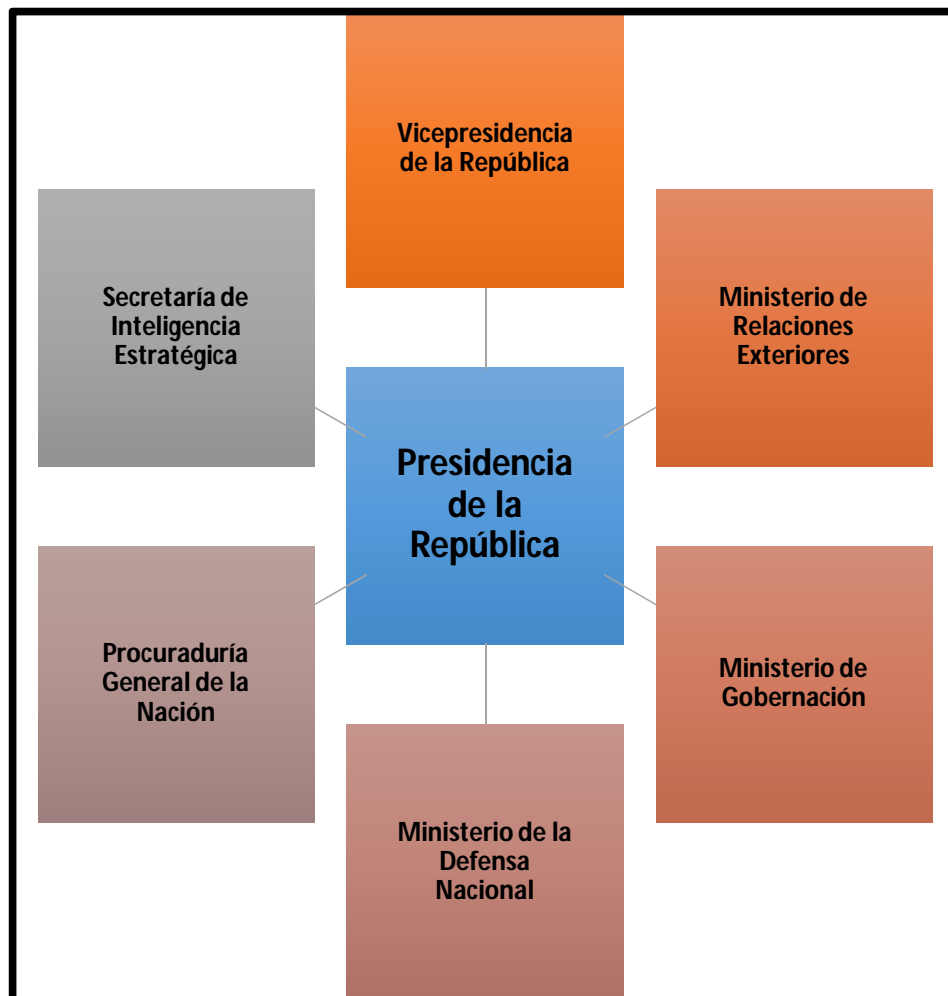 Vicepresidencia
de la República
Secretaría de
Inteligencia
Estratégica
Ministerio de
Relaciones
Exteriores
Presidencia
de la
República
Procuraduría
General de la
Nación
Ministerio de
Gobernación
Ministerio de la
Defensa
Nacional